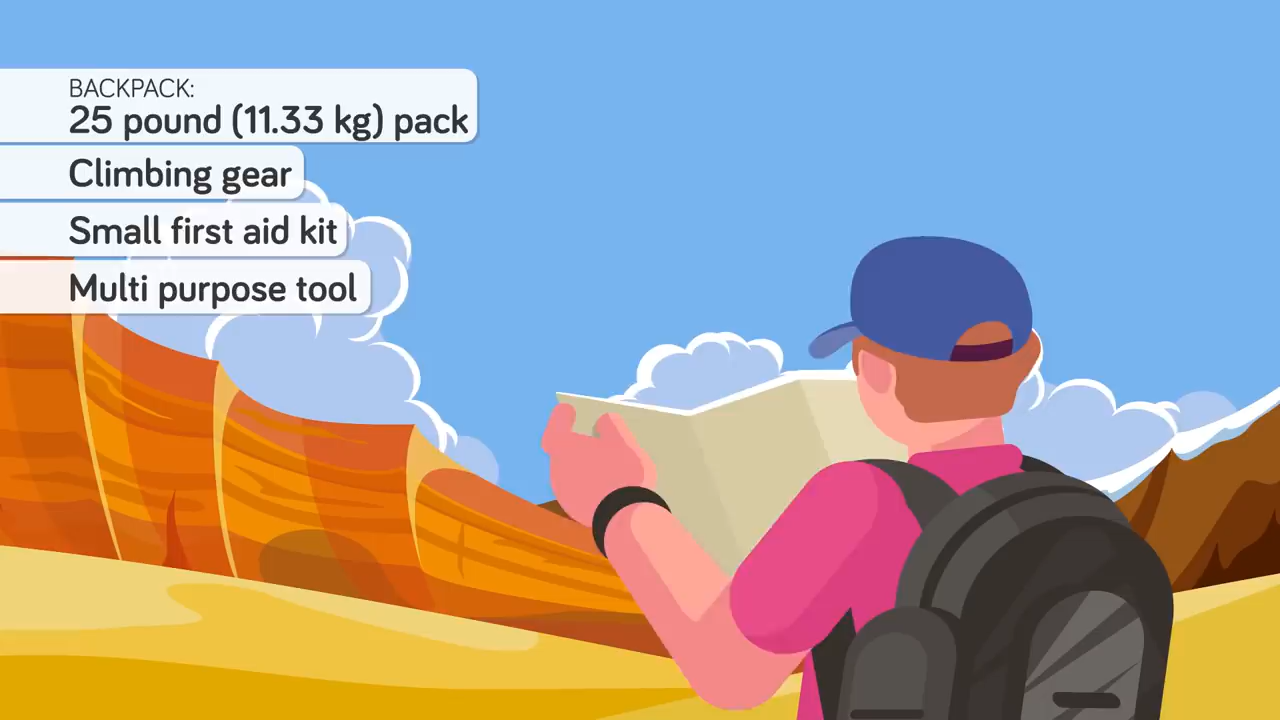 BACKPACK:
25 pound (11.33 kg) pack
Climbing gear
Small first aid kit
Multi purpose tool